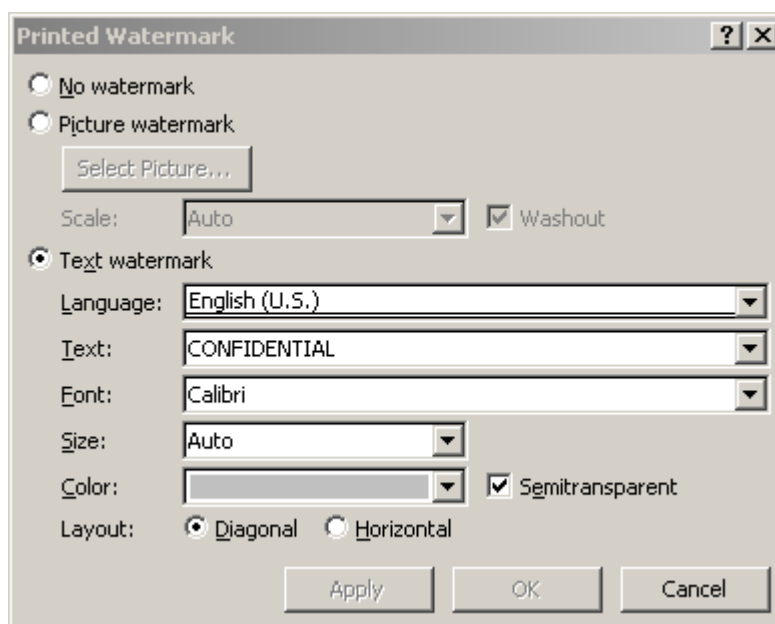 Printed Watermark
No watermark
Picture watermark
Select Picture...
Scale: Auto Washout
Text watermark
Language: English (U.S.)
Text: CONFIDENTIAL
Font: Calibri
Size: Auto
Color: Semitransparent
Layout: Diagonal Horizontal
Apply OK Cancel